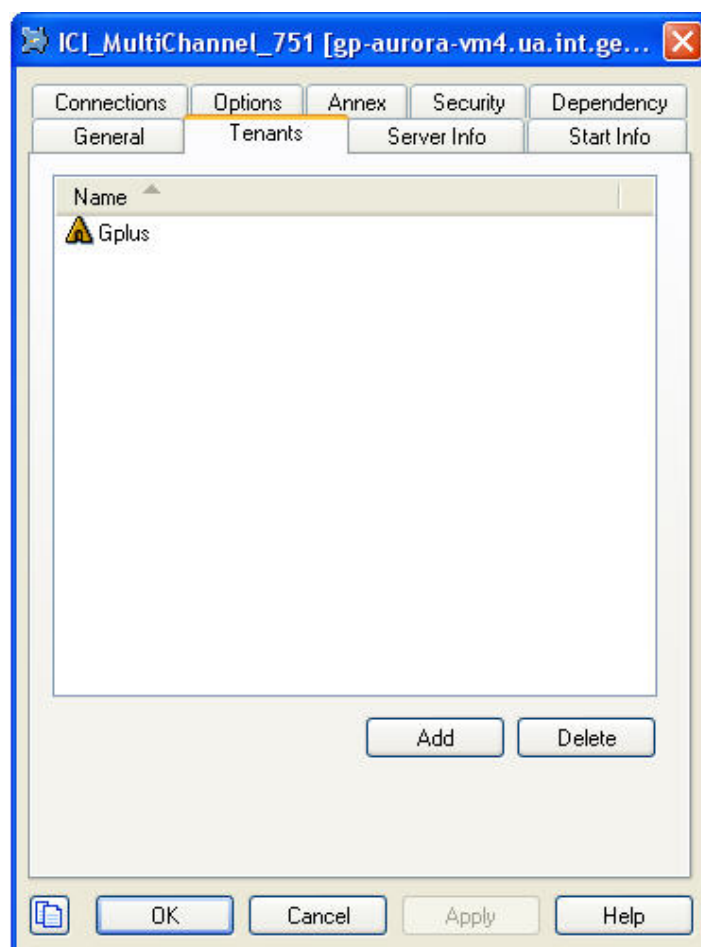 ICI_MultiChannel_751 [gp-aurora-vm4.ua.int.ge...
Connections Options Annex Security Dependency
General Tenants Server Info Start Info
Name
Gplus
Add Delete
OK Cancel Apply Help